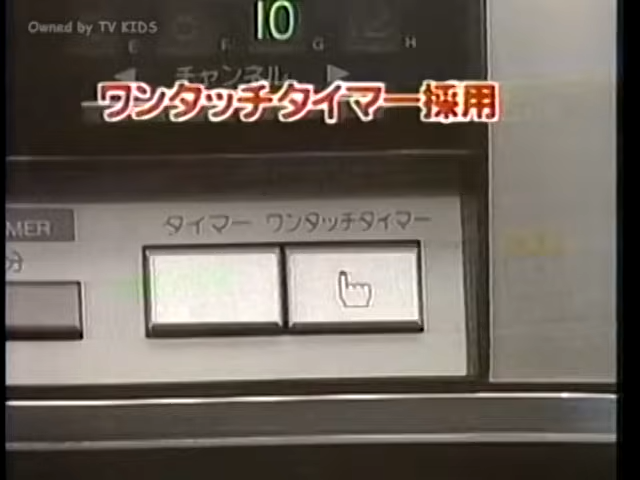 Owned by TV KIDS
10
E F G H
◀ チャンネル ▶
ワンタッチタイマー採用
MER
タイマー ワンタッチタイマー
分